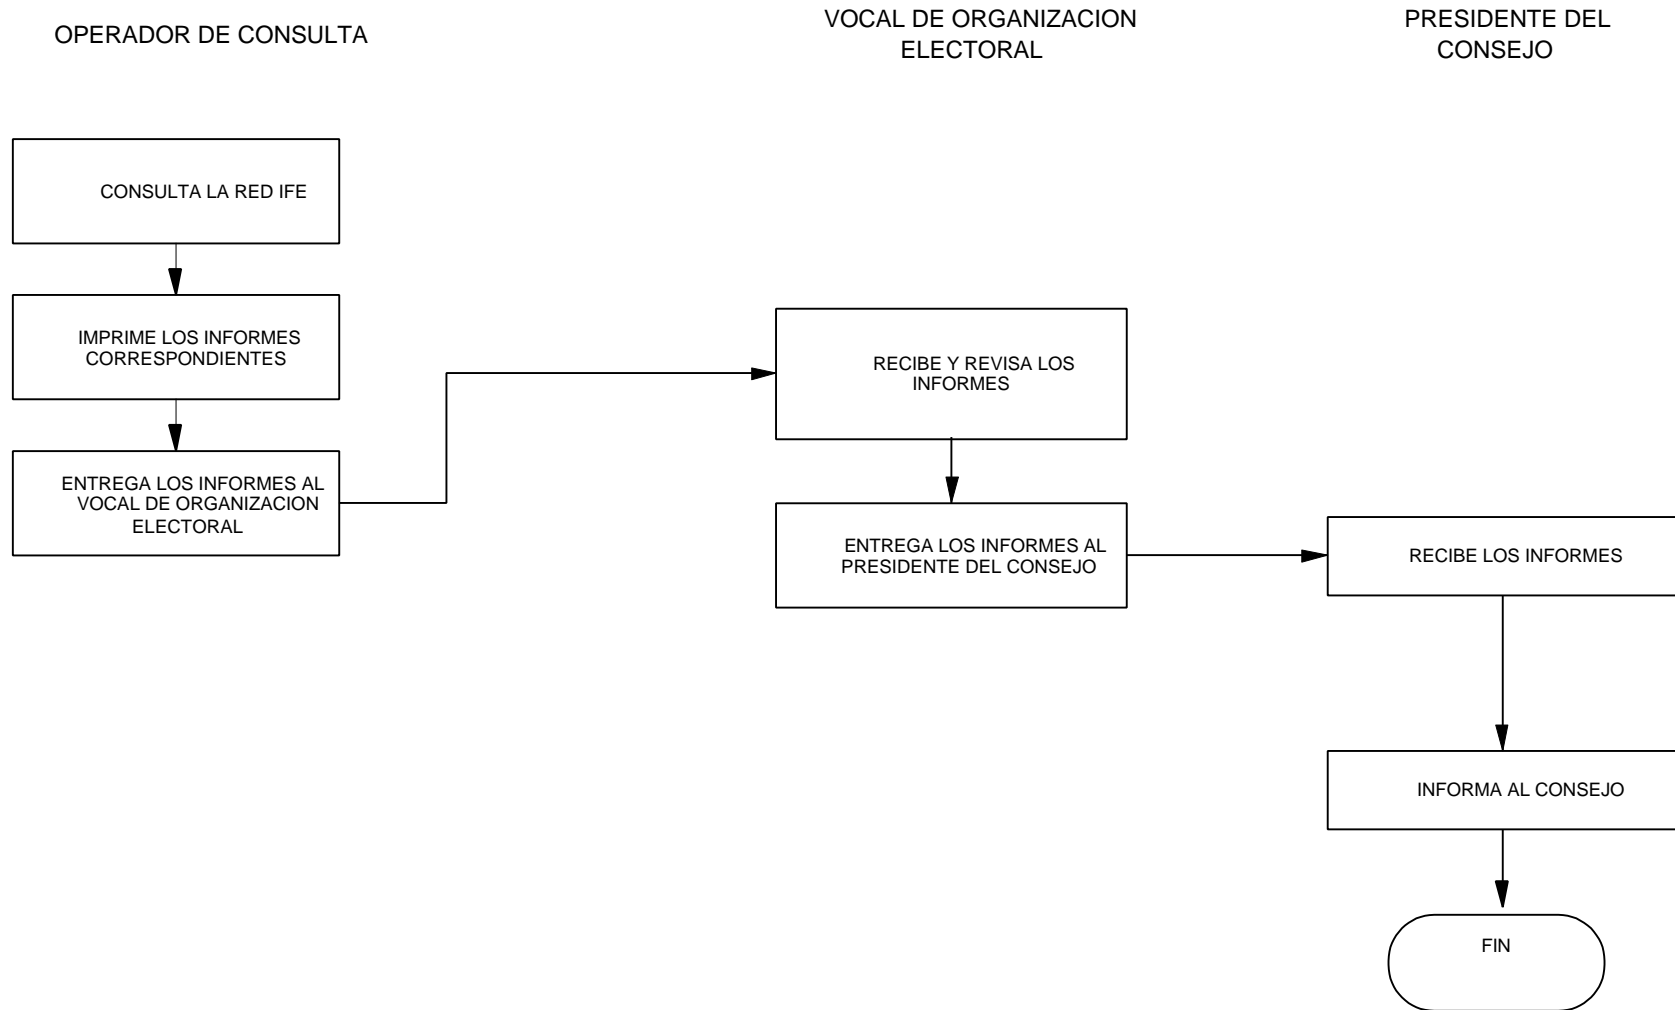 OPERADOR DE CONSULTA
VOCAL DE ORGANIZACION
ELECTORAL
PRESIDENTE DEL
CONSEJO
CONSULTA LA RED IFE
IMPRIME LOS INFORMES
CORRESPONDIENTES
ENTREGA LOS INFORMES AL
VOCAL DE ORGANIZACION
ELECTORAL
RECIBE Y REVISA LOS
INFORMES
ENTREGA LOS INFORMES AL
PRESIDENTE DEL CONSEJO
RECIBE LOS INFORMES
INFORMA AL CONSEJO
FIN